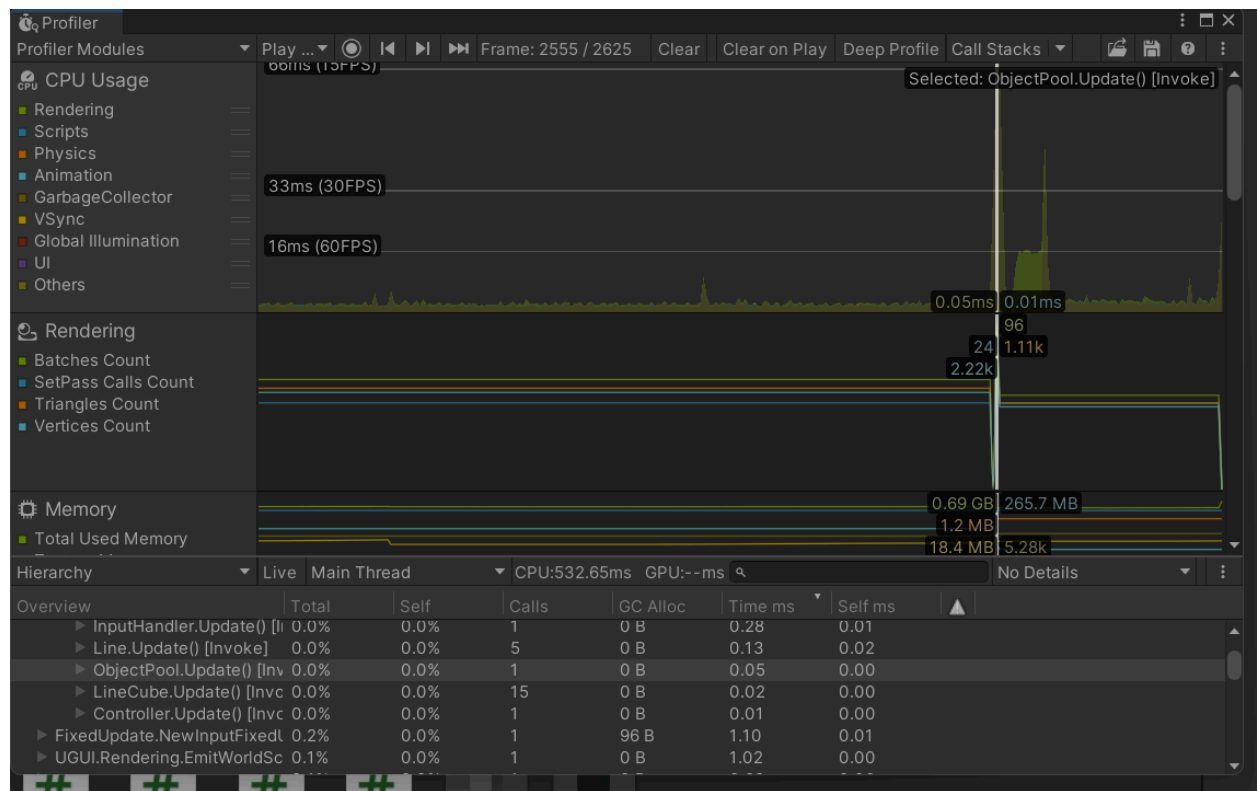 Profiler
Profiler Modules Play ... Frame: 2555 / 2625 Clear Clear on Play Deep Profile Call Stacks
CPU Usage
Rendering
Scripts
Physics
Animation
GarbageCollector
VSync
Global Illumination
UI
Others
66ms (15FPS)
Selected: ObjectPool.Update() [Invoke]
33ms (30FPS)
16ms (60FPS)
0.05ms 0.01ms
Rendering
Batches Count
SetPass Calls Count
Triangles Count
Vertices Count
96
24 1.11k
2.22k
Memory
Total Used Memory
0.69 GB 265.7 MB
1.2 MB
18.4 MB 5.28k
Hierarchy Live Main Thread CPU:532.65ms GPU:--ms No Details
Overview Total Self Calls GC Alloc Time ms Self ms
InputHandler.Update() [I 0.0% 0.0% 1 0 B 0.28 0.01
Line.Update() [Invoke] 0.0% 0.0% 5 0 B 0.13 0.02
ObjectPool.Update() [Inv 0.0% 0.0% 1 0 B 0.05 0.00
LineCube.Update() [Invc 0.0% 0.0% 15 0 B 0.02 0.00
Controller.Update() [Invc 0.0% 0.0% 1 0 B 0.01 0.00
FixedUpdate.NewInputFixedU 0.2% 0.0% 1 96 B 1.10 0.01
UGUI.Rendering.EmitWorldSc 0.1% 0.0% 1 0 B 1.02 0.00
# # # #